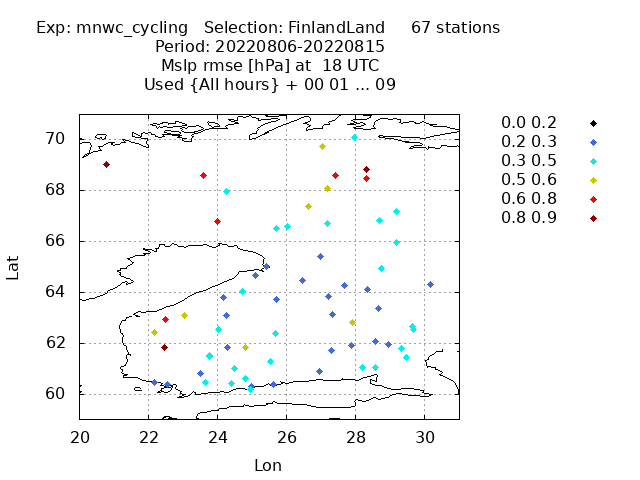 Exp: mnwc_cycling   Selection: FinlandLand     67 stations
Period: 20220806-20220815
Mslp rmse [hPa] at  18 UTC
Used {All hours} + 00 01 ... 09
0.0 0.2
0.2 0.3
0.3 0.5
0.5 0.6
0.6 0.8
0.8 0.9
70
68
66
64
62
60
Lat
20 22 24 26 28 30
Lon